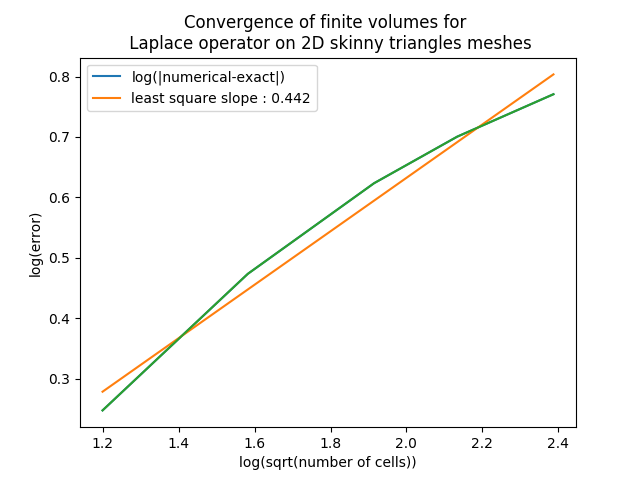 Convergence of finite volumes for
Laplace operator on 2D skinny triangles meshes
log(|numerical-exact|)
least square slope : 0.442
log(error)
0.8
0.7
0.6
0.5
0.4
0.3
1.2 1.4 1.6 1.8 2.0 2.2 2.4
log(sqrt(number of cells))